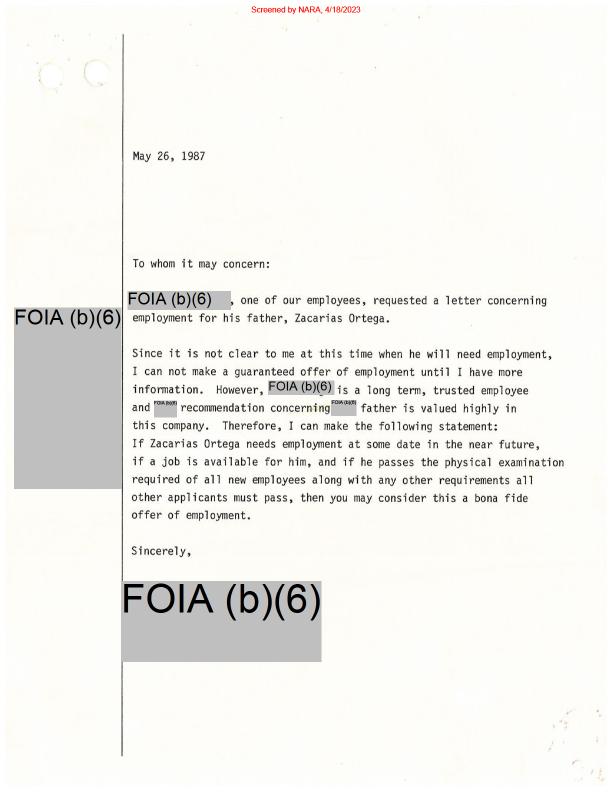 Screened by NARA, 4/18/2023
May 26, 1987
To whom it may concern:
FOIA (b)(6) , one of our employees, requested a letter concerning
FOIA (b)(6)
employment for his father, Zacarias Ortega.
Since it is not clear to me at this time when he will need employment,
I can not make a guaranteed offer of employment until I have more
information. However, FOIA (b)(6) is a long term, trusted employee
and FOIA (b)(6) recommendation concerning FOIA (b)(6) father is valued highly in
this company. Therefore, I can make the following statement:
If Zacarias Ortega needs employment at some date in the near future,
if a job is available for him, and if he passes the physical examination
required of all new employees along with any other requirements all
other applicants must pass, then you may consider this a bona fide
offer of employment.
Sincerely,
FOIA (b)(6)